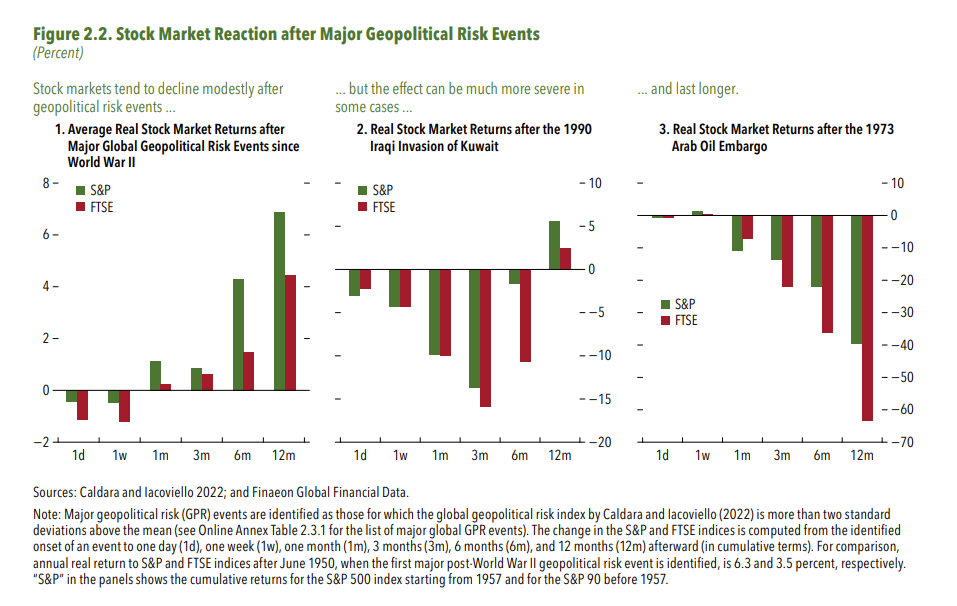 Figure 2.2. Stock Market Reaction after Major Geopolitical Risk Events
(Percent)
Stock markets tend to decline modestly after
geopolitical risk events ...
1. Average Real Stock Market Returns after
Major Global Geopolitical Risk Events since
World War II
8
6
4
2
0
−2
S&P
FTSE
1d 1w 1m 3m 6m 12m
... but the effect can be much more severe in
some cases ...
2. Real Stock Market Returns after the 1990
Iraqi Invasion of Kuwait
S&P
FTSE
10
5
0
−5
−10
−15
−20
1d 1w 1m 3m 6m 12m
... and last longer.
3. Real Stock Market Returns after the 1973
Arab Oil Embargo
S&P
FTSE
10
0
−10
−20
−30
−40
−50
−60
−70
1d 1w 1m 3m 6m 12m
Sources: Caldara and Iacoviello 2022; and Finaeon Global Financial Data.
Note: Major geopolitical risk (GPR) events are identified as those for which the global geopolitical risk index by Caldara and Iacoviello (2022) is more than two standard
deviations above the mean (see Online Annex Table 2.3.1 for the list of major global GPR events). The change in the S&P and FTSE indices is computed from the identified
onset of an event to one day (1d), one week (1w), one month (1m), 3 months (3m), 6 months (6m), and 12 months (12m) afterward (in cumulative terms). For comparison,
annual real return to S&P and FTSE indices after June 1950, when the first major post-World War II geopolitical risk event is identified, is 6.3 and 3.5 percent, respectively.
“S&P” in the panels shows the cumulative returns for the S&P 500 index starting from 1957 and for the S&P 90 before 1957.